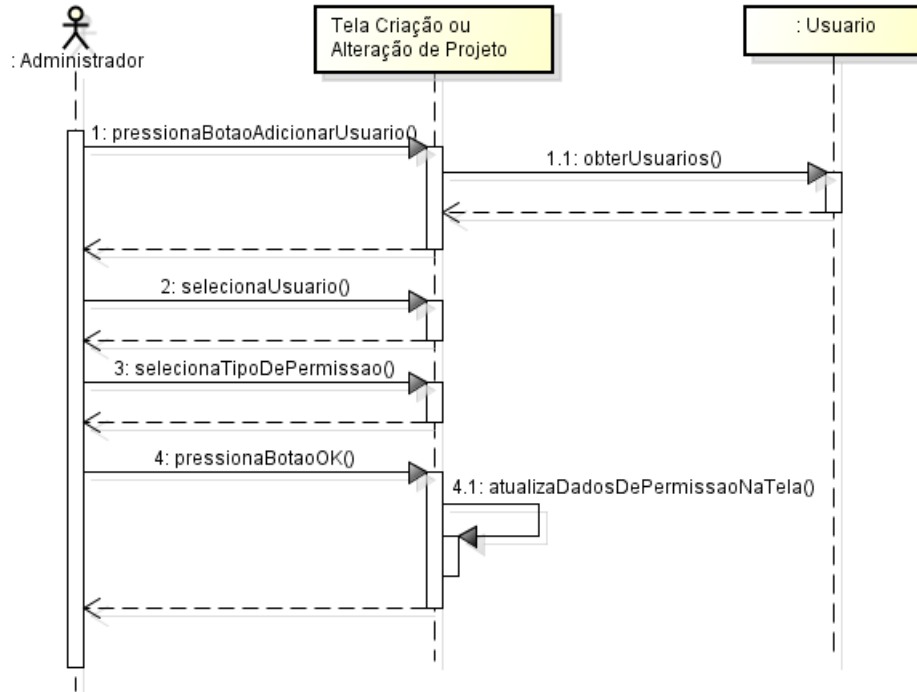 : Administrador
Tela Criação ou
Alteração de Projeto
: Usuario
1: pressionaBotaoAdicionarUsuario()
1.1: obterUsuarios()
2: selecionaUsuario()
3: selecionaTipoDePermissao()
4: pressionaBotaoOK()
4.1: atualizaDadosDePermissaoNaTela()